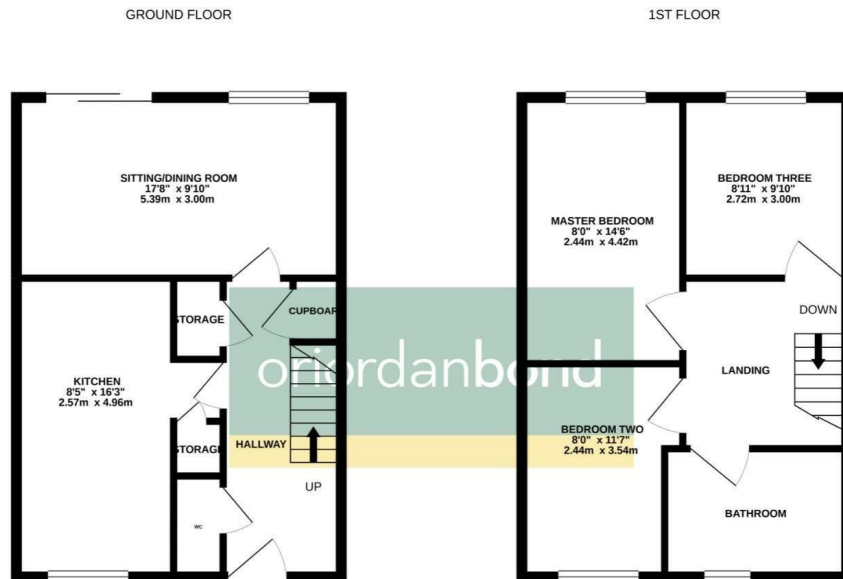 GROUND FLOOR
1ST FLOOR
SITTING/DINING ROOM
17'8" x 9'10"
5.39m x 3.00m
STORAGE
CUPBOAR
KITCHEN
8'5" x 16'3"
2.57m x 4.96m
STORAGE
HALLWAY
WC
UP
MASTER BEDROOM
8'0" x 14'6"
2.44m x 4.42m
BEDROOM THREE
8'11" x 9'10"
2.72m x 3.00m
DOWN
LANDING
BEDROOM TWO
8'0" x 11'7"
2.44m x 3.54m
BATHROOM
oriordanbond